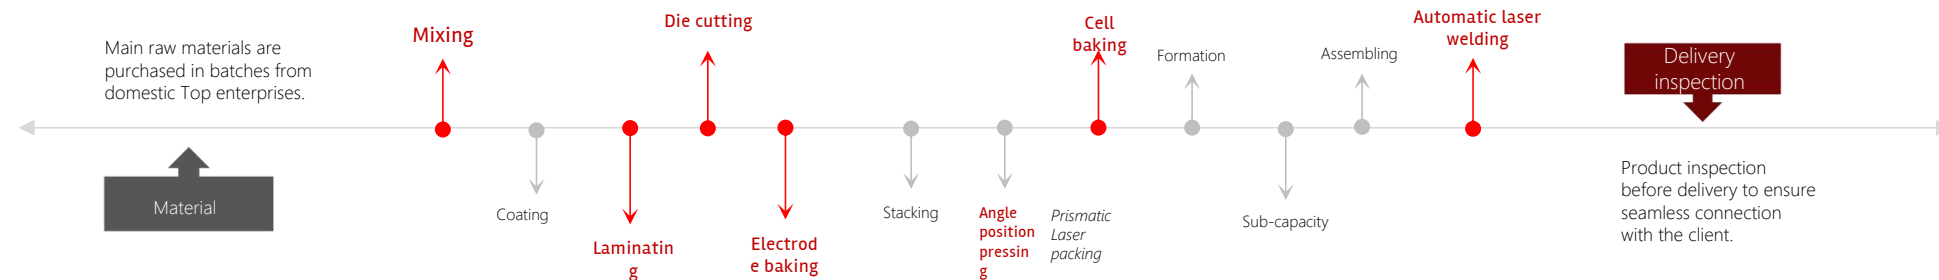 Main raw materials are
purchased in batches from
domestic Top enterprises.
Material
Mixing
Coating
Laminatin
g
Die cutting
Electrod
e baking
Stacking
Angle
position
pressin
g
Prismatic
Laser
packing
Cell
baking
Formation
Sub-capacity
Assembling
Automatic laser
welding
Delivery
inspection
Product inspection
before delivery to ensure
seamless connection
with the client.